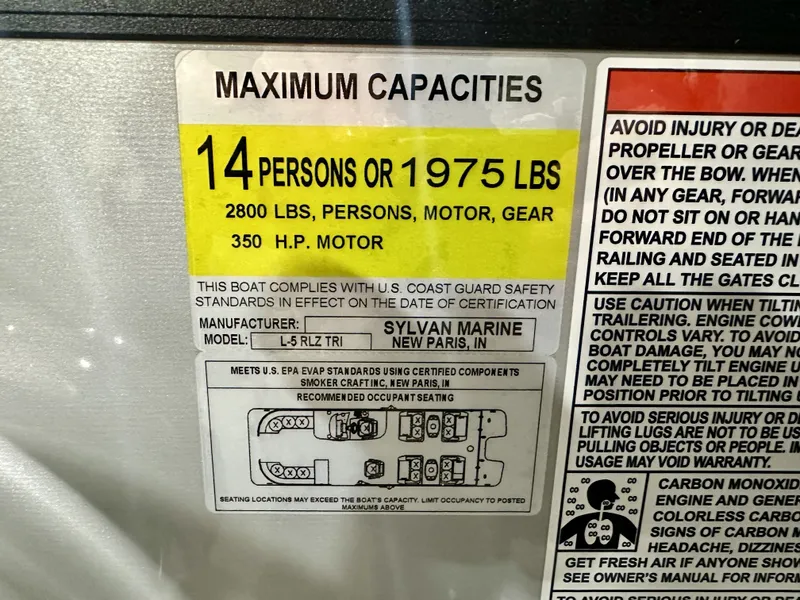 MAXIMUM CAPACITIES
14 PERSONS OR 1975 LBS
2800 LBS, PERSONS, MOTOR, GEAR
350 H.P. MOTOR
THIS BOAT COMPLIES WITH U.S. COAST GUARD SAFETY
STANDARDS IN EFFECT ON THE DATE OF CERTIFICATION
MANUFACTURER: SYLVAN MARINE
MODEL: L-5 RLZ TRI NEW PARIS, IN
MEETS U.S. EPA EVAP STANDARDS USING CERTIFIED COMPONENTS
SMOKER CRAFT INC, NEW PARIS, IN
RECOMMENDED OCCUPANT SEATING
SEATING LOCATIONS MAY EXCEED THE BOAT'S CAPACITY. LIMIT OCCUPANCY TO POSTED
MAXIMUMS ABOVE
AVOID INJURY OR
PROPELLER OR GEAR
OVER THE BOW. WHEN
(IN ANY GEAR,
DO NOT SIT ON OR
FORWARD END OF THE
RAILING AND SEATED IN
KEEP ALL THE GATES
USE CAUTION WHEN
TRAILERING. ENGINE
CONTROLS VARY. TO AVOID
BOAT DAMAGE, YOU MAY
COMPLETELY TILT ENGINE
MAY NEED TO BE PLACED IN
POSITION PRIOR TO TILTING
TO AVOID SERIOUS INJURY OR
LIFTING LUGS ARE NOT TO BE
PULLING OBJECTS OR PEOPLE.
USAGE MAY VOID WARRANTY.
CARBON
ENGINE AND
COLORLESS
SIGNS OF CARBON
HEADACHE,
GET FRESH AIR IF ANYONE
SEE OWNER'S MANUAL FOR
TO AVOID SERIOUS INJURY OR